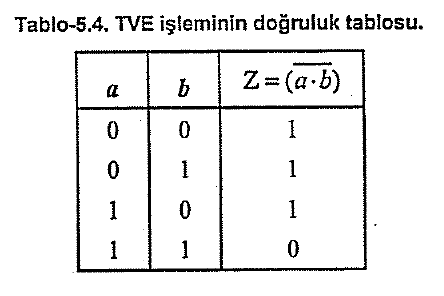 Tablo-5.4. TVE işleminin doğruluk tablosu.
a b Z=(\overline{a·b})
0 0 1
0 1 1
1 0 1
1 1 0